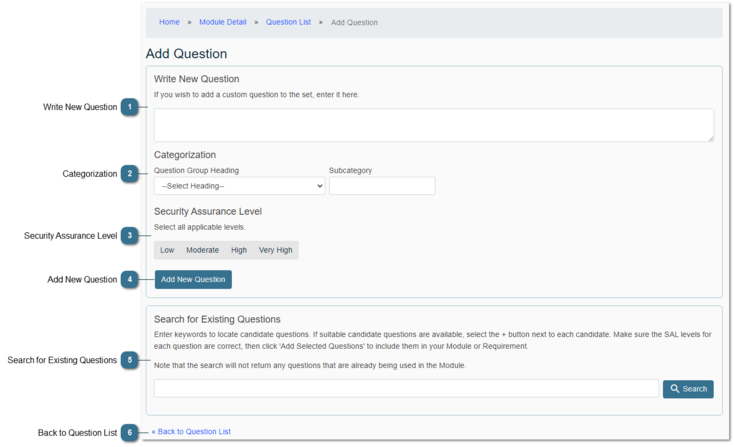 Home » Module Detail » Question List » Add Question
Add Question
Write New Question
If you wish to add a custom question to the set, enter it here.
Write New Question 1
Categorization
Question Group Heading Subcategory
Categorization 2
--Select Heading--
Security Assurance Level
Select all applicable levels.
Security Assurance Level 3
Low Moderate High Very High
Add New Question 4
Add New Question
Search for Existing Questions
Enter keywords to locate candidate questions. If suitable candidate questions are available, select the + button next to each candidate. Make sure the SAL levels for
each question are correct, then click 'Add Selected Questions' to include them in your Module or Requirement.
Search for Existing Questions 5
Note that the search will not return any questions that are already being used in the Module.
Search
Back to Question List 6
« Back to Question List